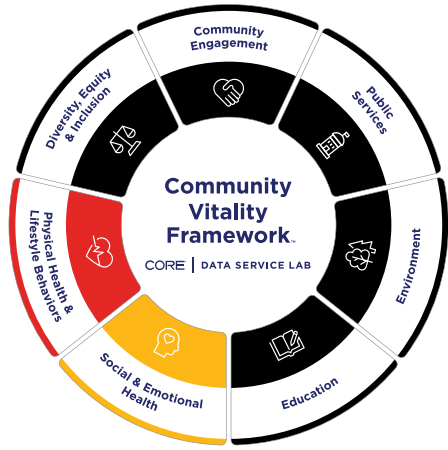 Community
Engagement
Public
Services
Environment
Education
Social & Emotional
Health
Physical Health &
Lifestyle Behaviors
Diversity, Equity
& Inclusion
Community
Vitality
Framework™
CORE | DATA SERVICE LAB